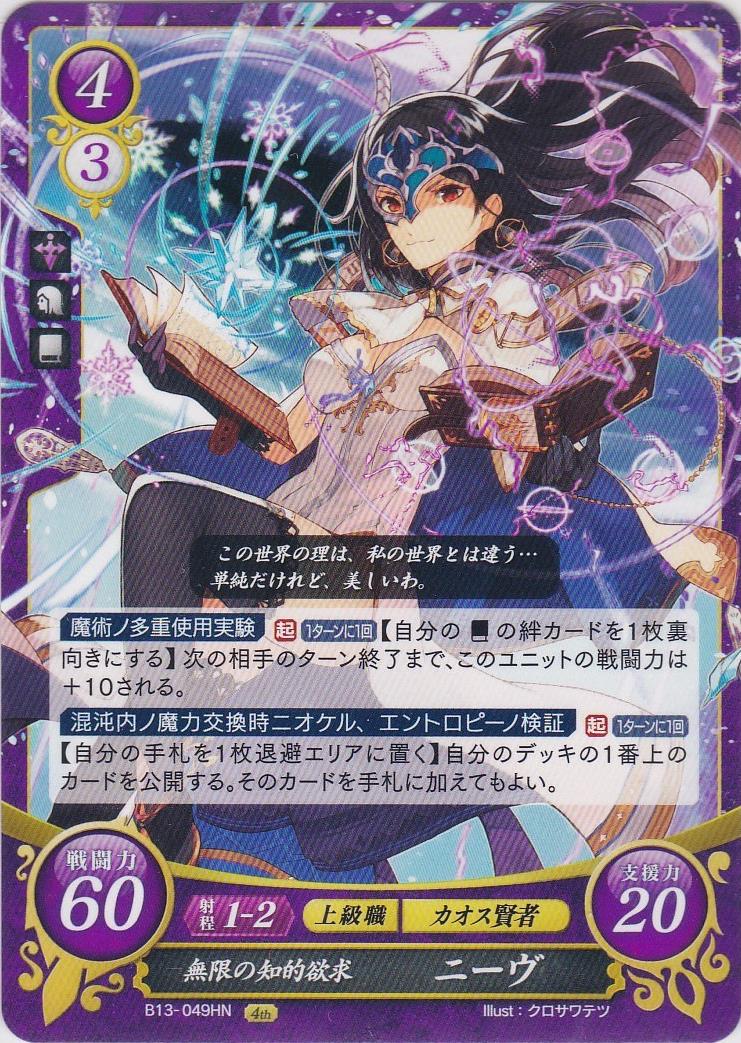 4
3
この世界の理は、私の世界とは違う…
単純だけれど、美しいわ。
魔術ノ多重使用実験 起 1ターンに1回【自分の の絆カードを1枚裏
向きにする】次の相手のターン終了まで、このユニットの戦闘力は
+10される。
混沌内ノ魔力交換時ニオケル、エントロピーノ検証 起 1ターンに1回
【自分の手札を1枚退避エリアに置く】自分のデッキの1番上の
カードを公開する。そのカードを手札に加えてもよい。
戦闘力
60
射程 1-2
上級職
カオス賢者
支援力
20
無限の知的欲求 ニーヴ
B13-049HN 4th
Illust:クロサワテツ